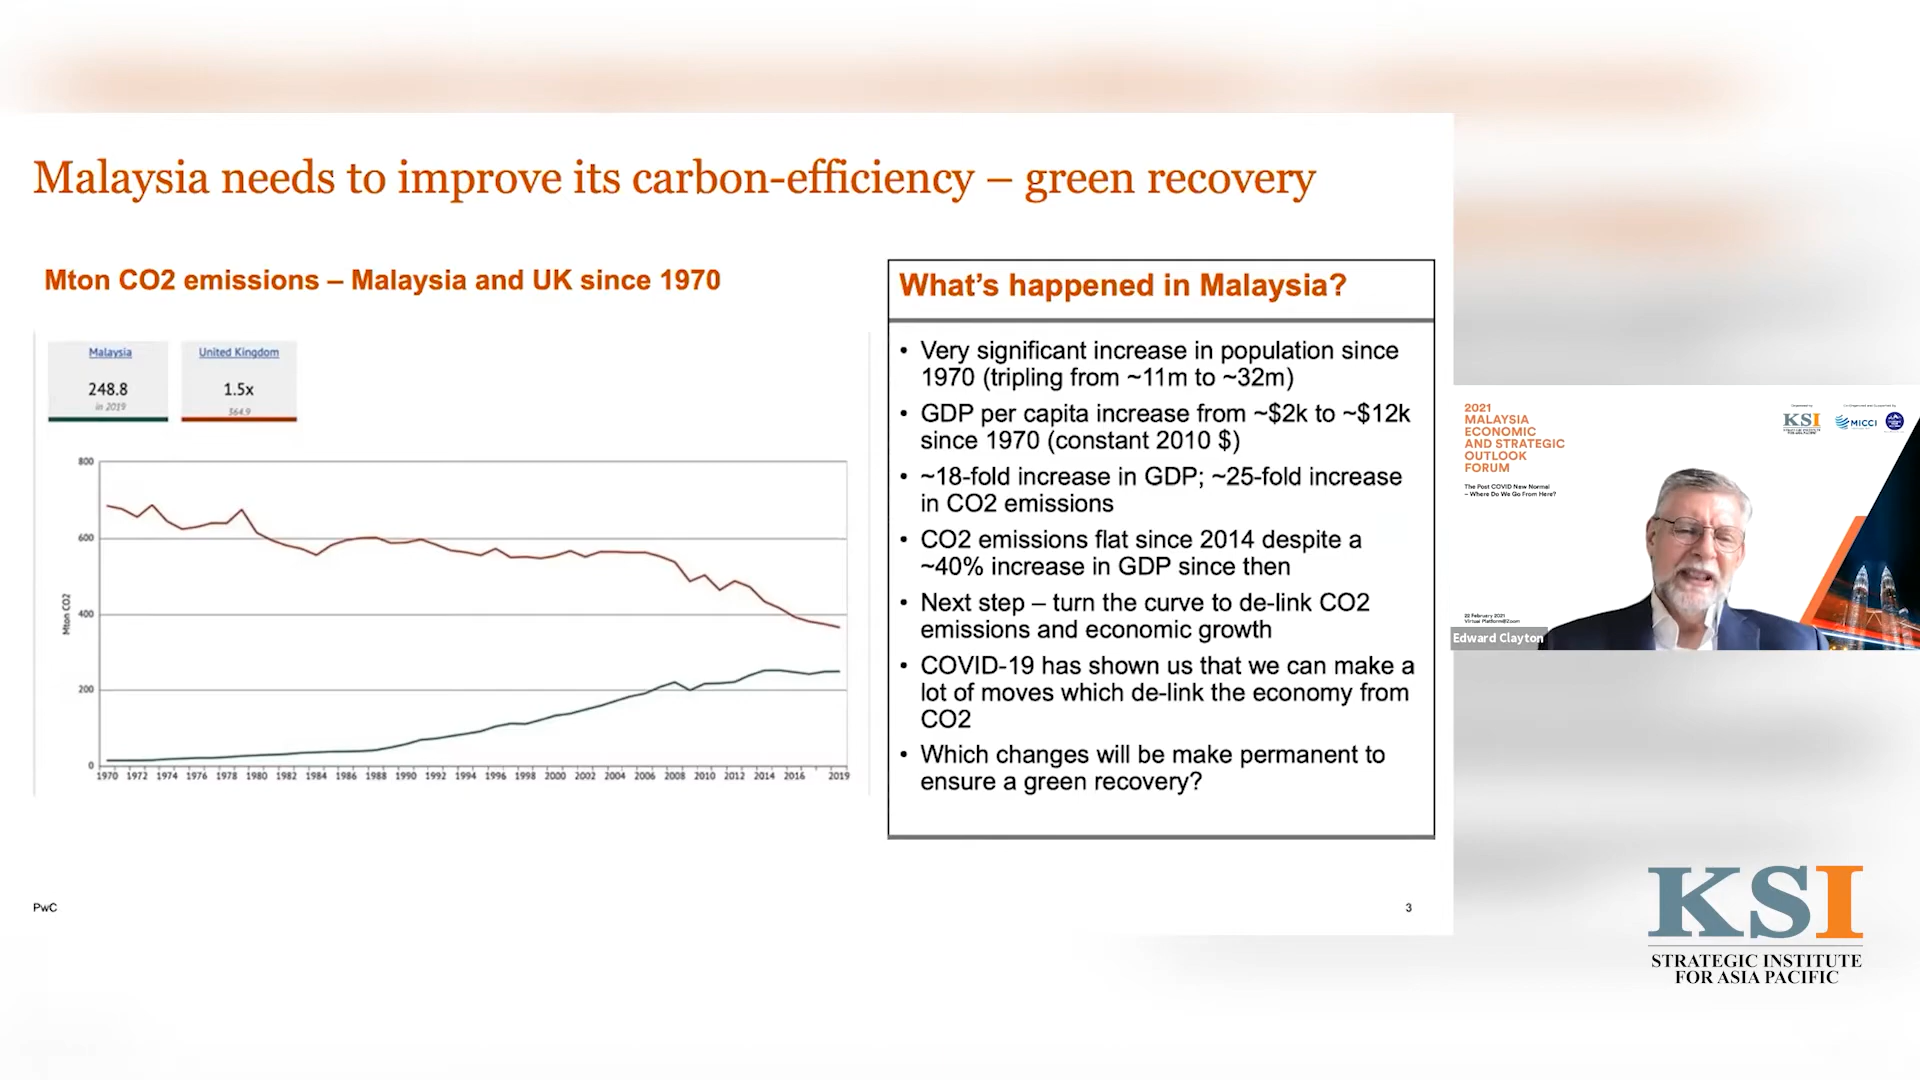 Malaysia needs to improve its carbon-efficiency – green recovery
Mton CO2 emissions – Malaysia and UK since 1970
Malaysia
248.8
in 2019
United Kingdom
1.5x
364.9
Mton CO2
800
600
400
200
0
1970 1972 1974 1976 1978 1980 1982 1984 1986 1988 1990 1992 1994 1996 1998 2000 2002 2004 2006 2008 2010 2012 2014 2016 2019
What's happened in Malaysia?
• Very significant increase in population since
1970 (tripling from ~11m to ~32m)
• GDP per capita increase from ~$2k to ~$12k
since 1970 (constant 2010 $)
• ~18-fold increase in GDP; ~25-fold increase
in CO2 emissions
• CO2 emissions flat since 2014 despite a
~40% increase in GDP since then
• Next step – turn the curve to de-link CO2
emissions and economic growth
• COVID-19 has shown us that we can make a
lot of moves which de-link the economy from
CO2
• Which changes will be make permanent to
ensure a green recovery?
PwC
3
2021
MALAYSIA
ECONOMIC
AND STRATEGIC
OUTLOOK
FORUM
The Post COVID New Normal
– Where Do We Go From Here?
KSI
MICCI
22 February 2021
Virtual Platform@Zoom
Edward Clayton
KSI
STRATEGIC INSTITUTE
FOR ASIA PACIFIC